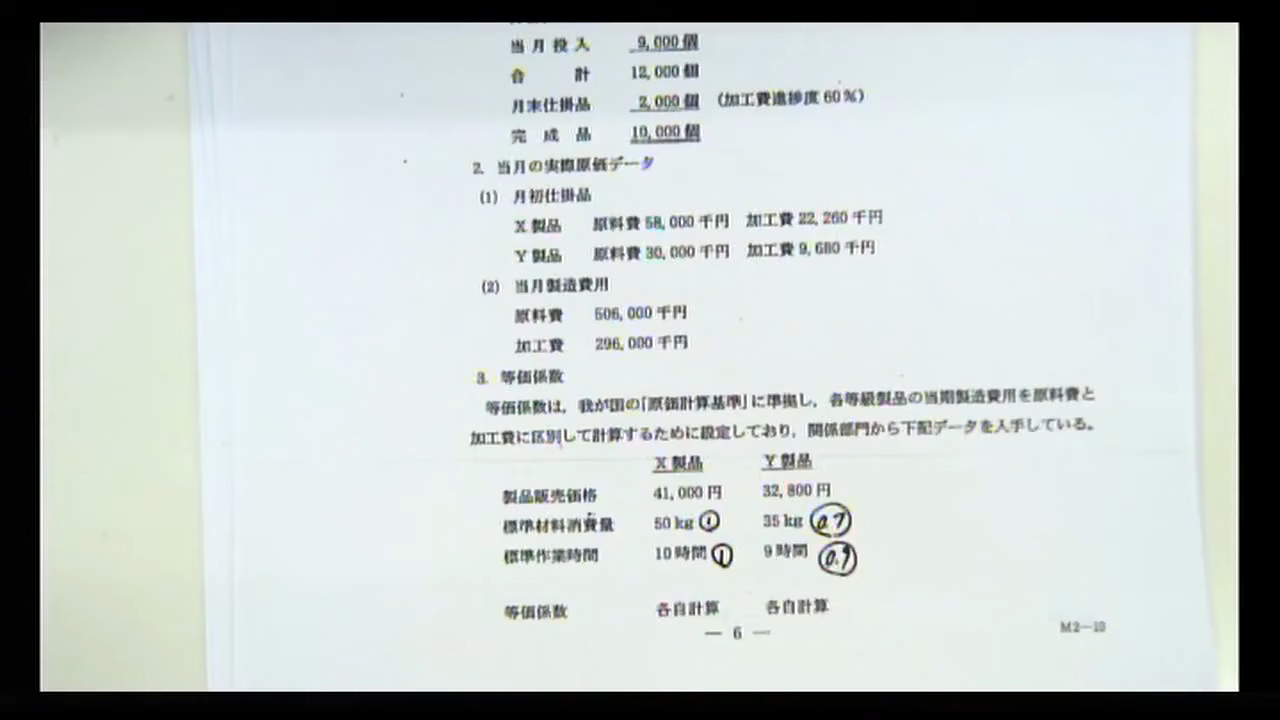 当月投入 9,000個
合計 12,000個
月末仕掛品 2,000個 (加工費進捗度60%)
完成品 10,000個
2. 当月の実際原価データ
(1) 月初仕掛品
X製品 原料費58,000千円 加工費22,260千円
Y製品 原料費30,000千円 加工費9,680千円
(2) 当月製造費用
原料費 506,000千円
加工費 296,000千円
3. 等価係数
等価係数は，我が国の「原価計算基準」に準拠し，各等級製品の当期製造費用を原料費と
加工費に区別して計算するために設定しており，関係部門から下記データを入手している。
X製品 Y製品
製品販売価格 41,000円 32,800円
標準材料消費量 50kg ① 35kg 0.7
標準作業時間 10時間 ① 9時間 0.9
等価係数 各自計算 各自計算
— 6 —
M2—10